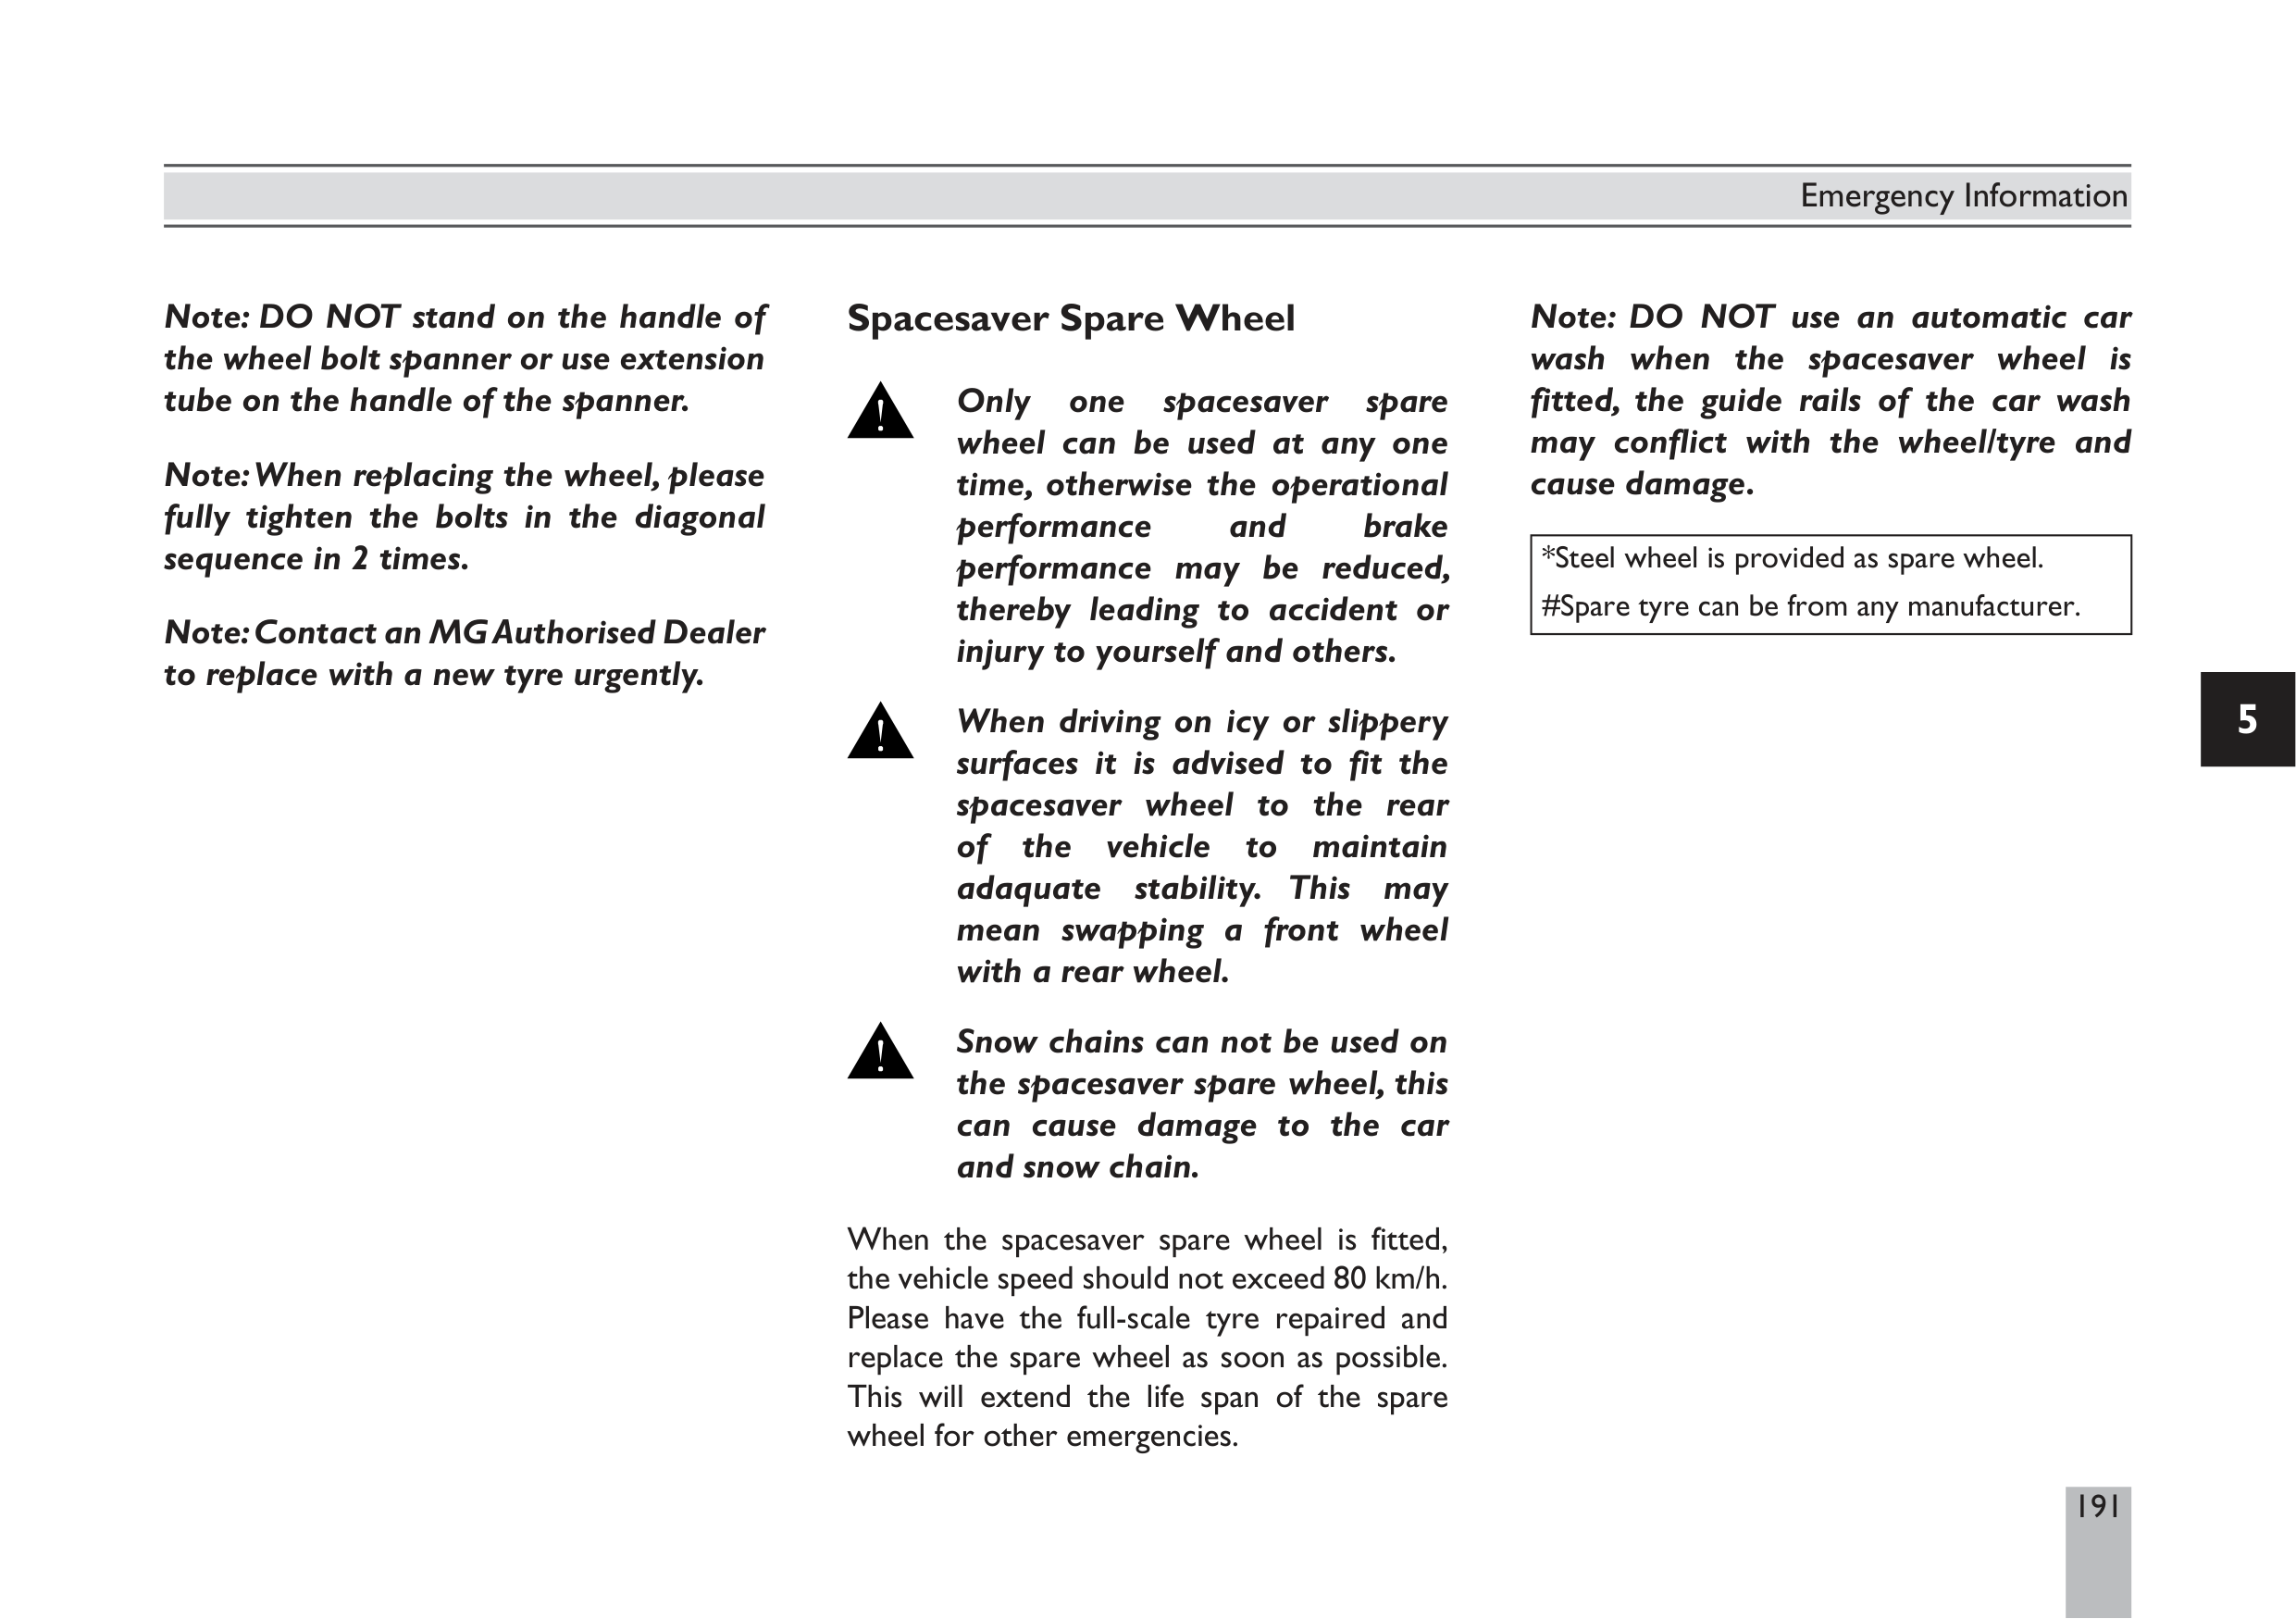 Emergency Information
Note: DO NOT stand on the handle of
the wheel bolt spanner or use extension
tube on the handle of the spanner.
Note: When replacing the wheel, please
fully tighten the bolts in the diagonal
sequence in 2 times.
Note: Contact an MG Authorised Dealer
to replace with a new tyre urgently.
Spacesaver Spare Wheel
Only one spacesaver spare
wheel can be used at any one
time, otherwise the operational
performance and brake
performance may be reduced,
thereby leading to accident or
injury to yourself and others.
When driving on icy or slippery
surfaces it is advised to fit the
spacesaver wheel to the rear
of the vehicle to maintain
adaquate stability. This may
mean swapping a front wheel
with a rear wheel.
Snow chains can not be used on
the spacesaver spare wheel, this
can cause damage to the car
and snow chain.
When the spacesaver spare wheel is fitted,
the vehicle speed should not exceed 80 km/h.
Please have the full-scale tyre repaired and
replace the spare wheel as soon as possible.
This will extend the life span of the spare
wheel for other emergencies.
Note: DO NOT use an automatic car
wash when the spacesaver wheel is
fitted, the guide rails of the car wash
may conflict with the wheel/tyre and
cause damage.
*Steel wheel is provided as spare wheel.
#Spare tyre can be from any manufacturer.
5
191